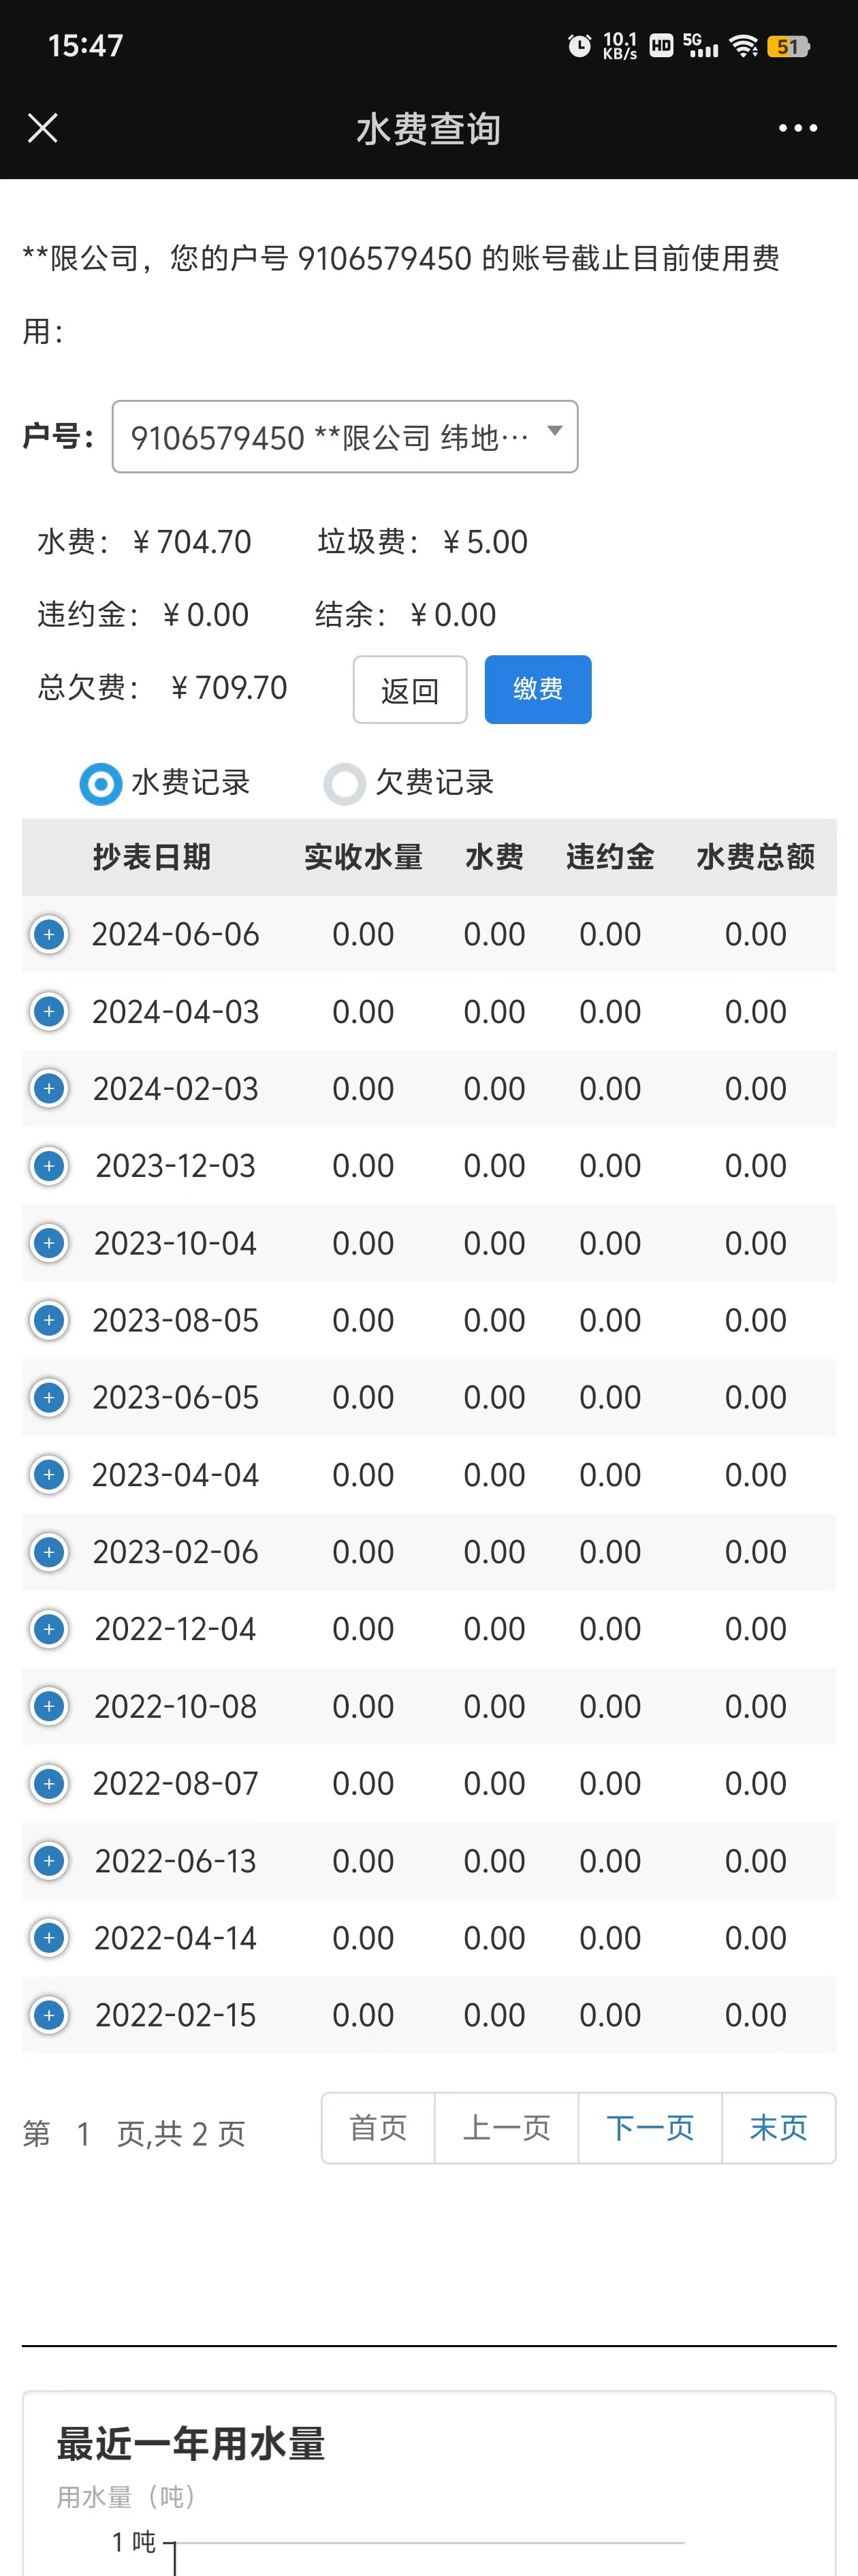 15:47
10.1 KB/s HD 5G 51
水费查询
**限公司，您的户号 9106579450 的账号截止目前使用费
用：
户号： 9106579450 **限公司 纬地…
水费： ￥704.70 垃圾费： ￥5.00
违约金： ￥0.00 结余： ￥0.00
总欠费： ￥709.70 返回 缴费
水费记录 欠费记录
抄表日期 实收水量 水费 违约金 水费总额
2024-06-06 0.00 0.00 0.00 0.00
2024-04-03 0.00 0.00 0.00 0.00
2024-02-03 0.00 0.00 0.00 0.00
2023-12-03 0.00 0.00 0.00 0.00
2023-10-04 0.00 0.00 0.00 0.00
2023-08-05 0.00 0.00 0.00 0.00
2023-06-05 0.00 0.00 0.00 0.00
2023-04-04 0.00 0.00 0.00 0.00
2023-02-06 0.00 0.00 0.00 0.00
2022-12-04 0.00 0.00 0.00 0.00
2022-10-08 0.00 0.00 0.00 0.00
2022-08-07 0.00 0.00 0.00 0.00
2022-06-13 0.00 0.00 0.00 0.00
2022-04-14 0.00 0.00 0.00 0.00
2022-02-15 0.00 0.00 0.00 0.00
第 1 页,共 2 页 首页 上一页 下一页 末页
最近一年用水量
用水量（吨）
1 吨